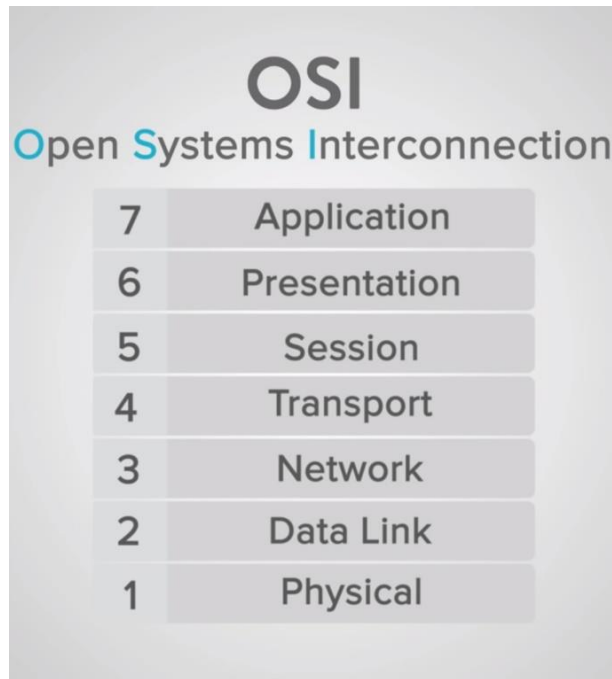 OSI
Open Systems Interconnection
7 Application
6 Presentation
5 Session
4 Transport
3 Network
2 Data Link
1 Physical